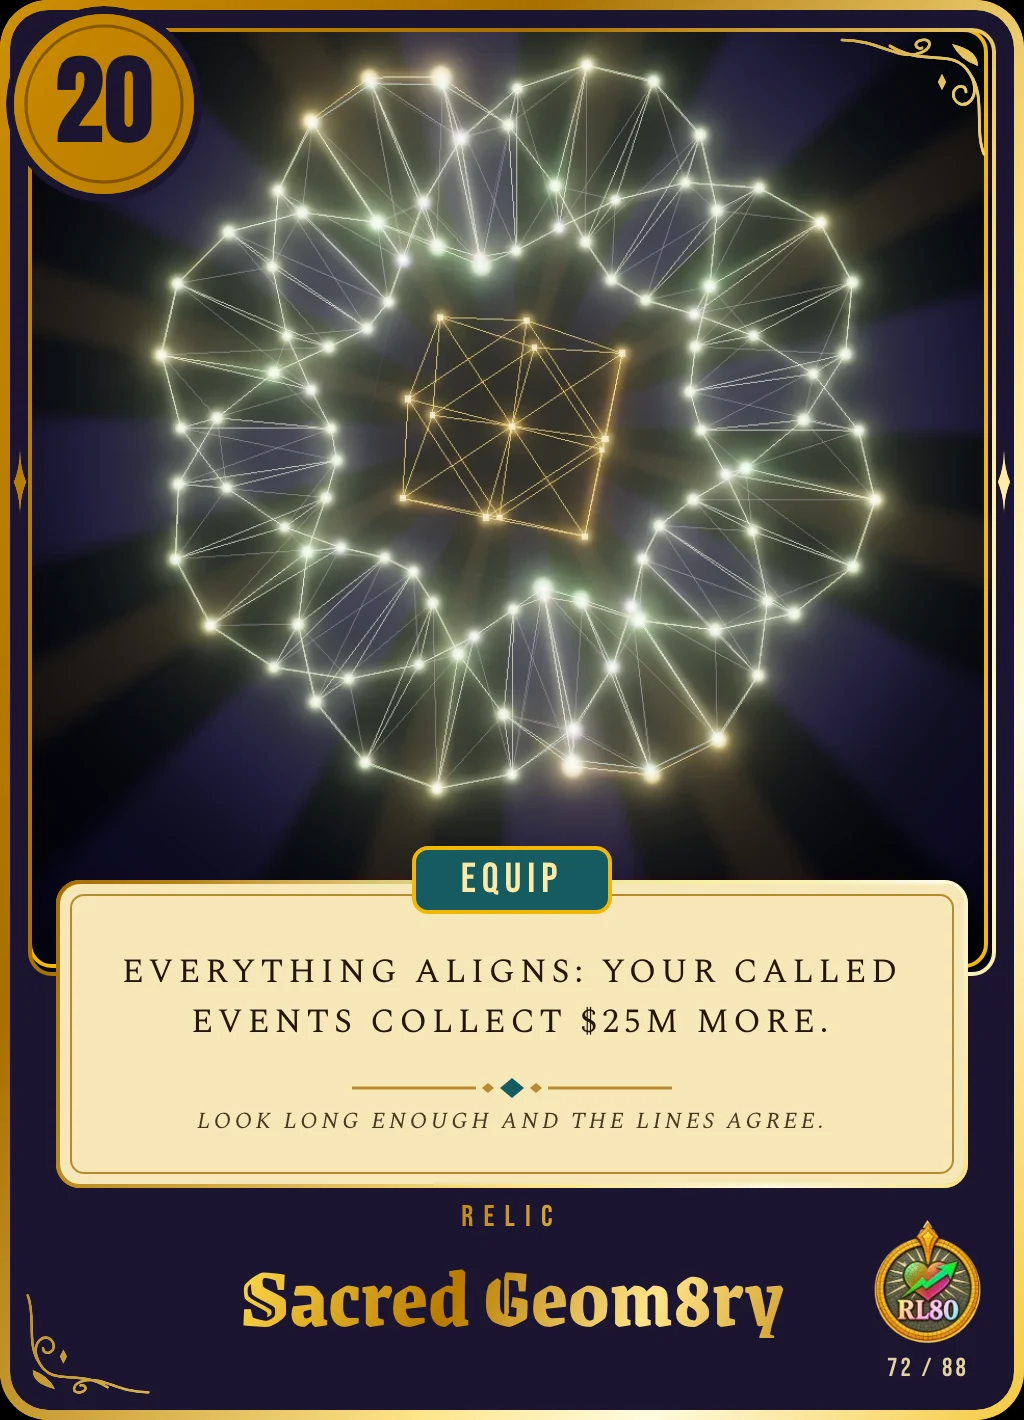 20
EQUIP
EVERYTHING ALIGNS: YOUR CALLED
EVENTS COLLECT $25M MORE.
LOOK LONG ENOUGH AND THE LINES AGREE.
RELIC
Sacred Geom8ry
RL80
72 / 88